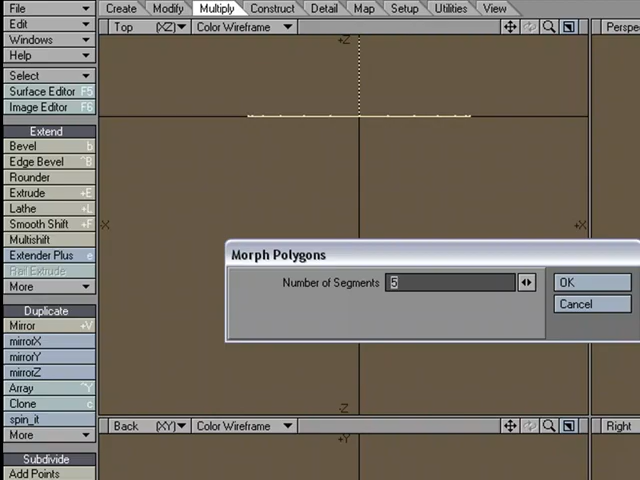 File
Edit
Windows
Help
Select
Surface Editor F5
Image Editor F6
Extend
Bevel b
Edge Bevel ^B
Rounder
Extrude +E
Lathe +L
Smooth Shift +F
Multishift
Extender Plus e
Rail Extrude
More
Duplicate
Mirror +V
mirrorX
mirrorY
mirrorZ
Array ^Y
Clone c
spin_it
More
Subdivide
Add Points
Create Modify Multiply Construct Detail Map Setup Utilities View
Top (XZ) Color Wireframe
Perspe
+Z
-X
+X
-Z
Morph Polygons
Number of Segments 5
OK
Cancel
Back (XY) Color Wireframe
Right
+Y